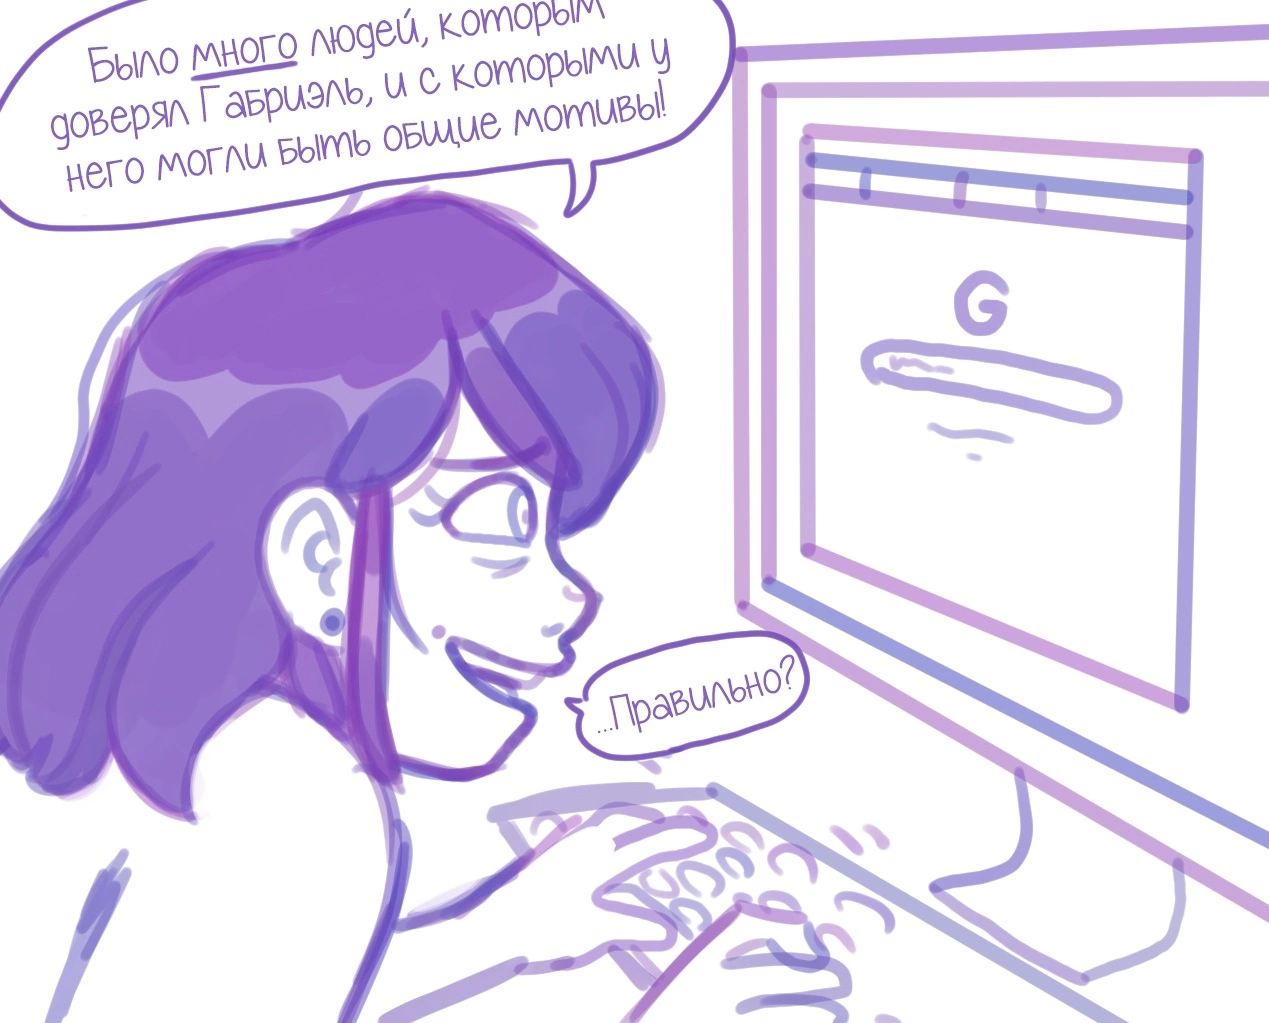 Было много людей, которым
доверял Габриэль, и с которыми у
него могли быть общие мотивы!
G
...Правильно?